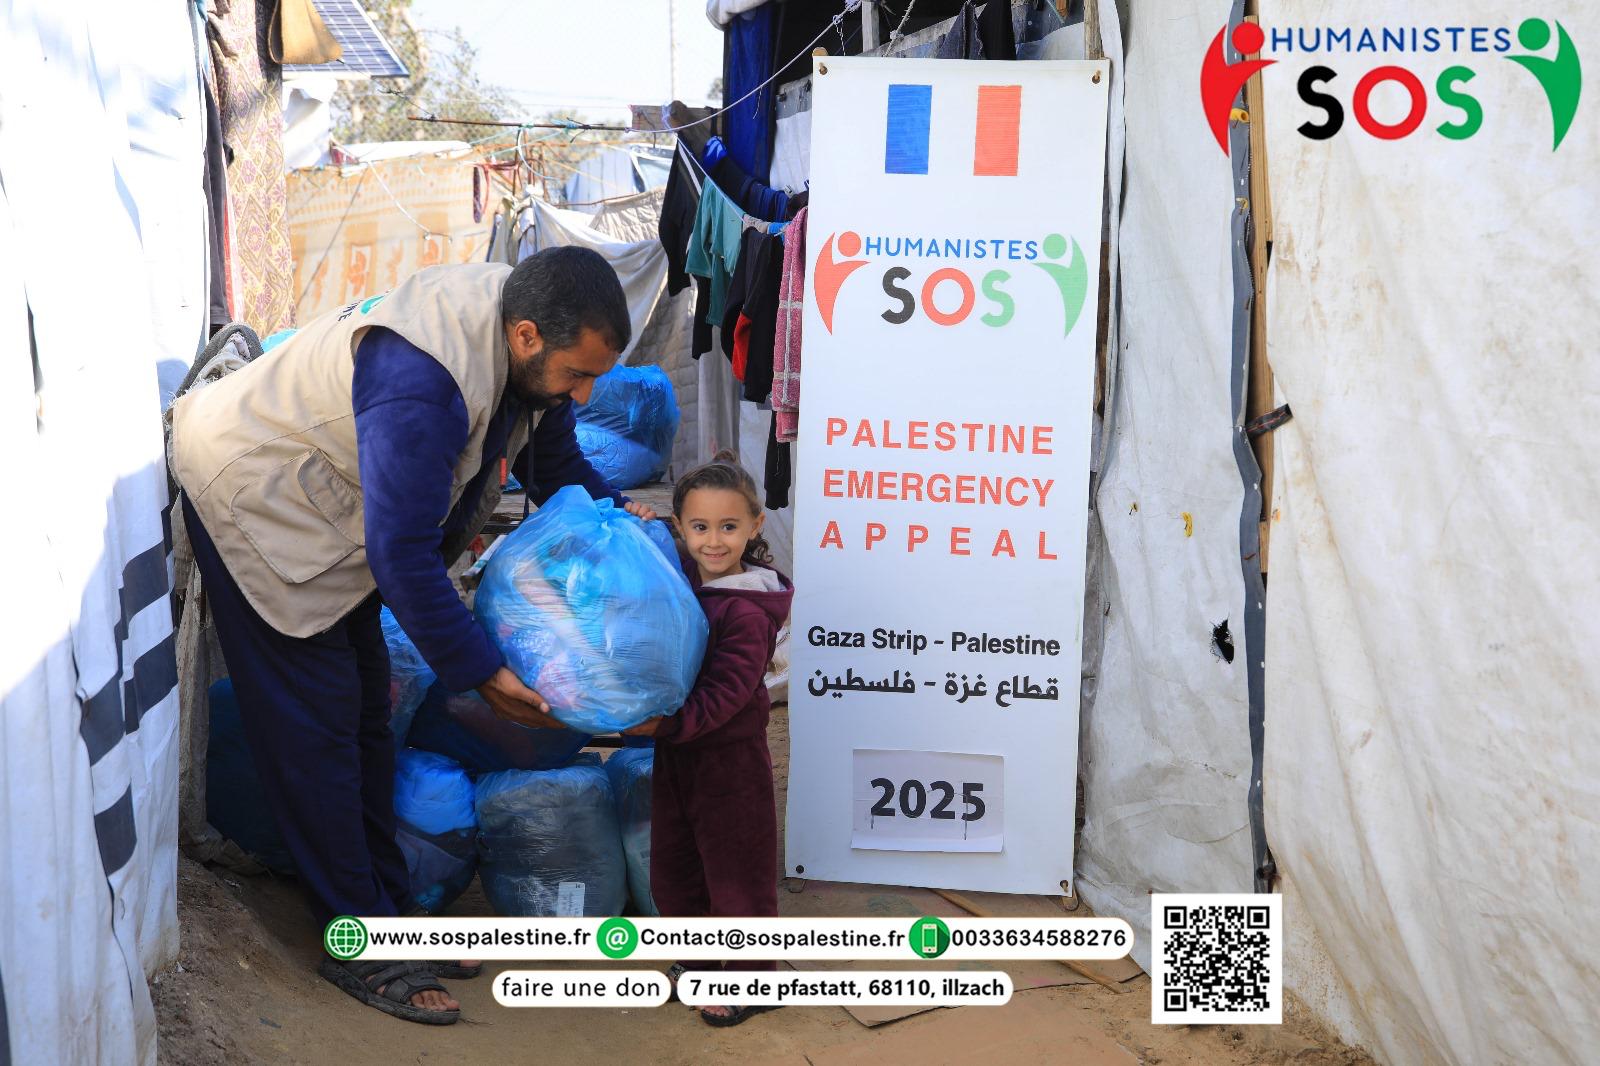 HUMANISTES
SOS
HUMANISTES
SOS
PALESTINE
EMERGENCY
APPEAL
Gaza Strip - Palestine
قطاع غزة - فلسطين
2025
www.sospalestine.fr
@
Contact@sospalestine.fr
0033634588276
faire une don
7 rue de pfastatt, 68110, illzach